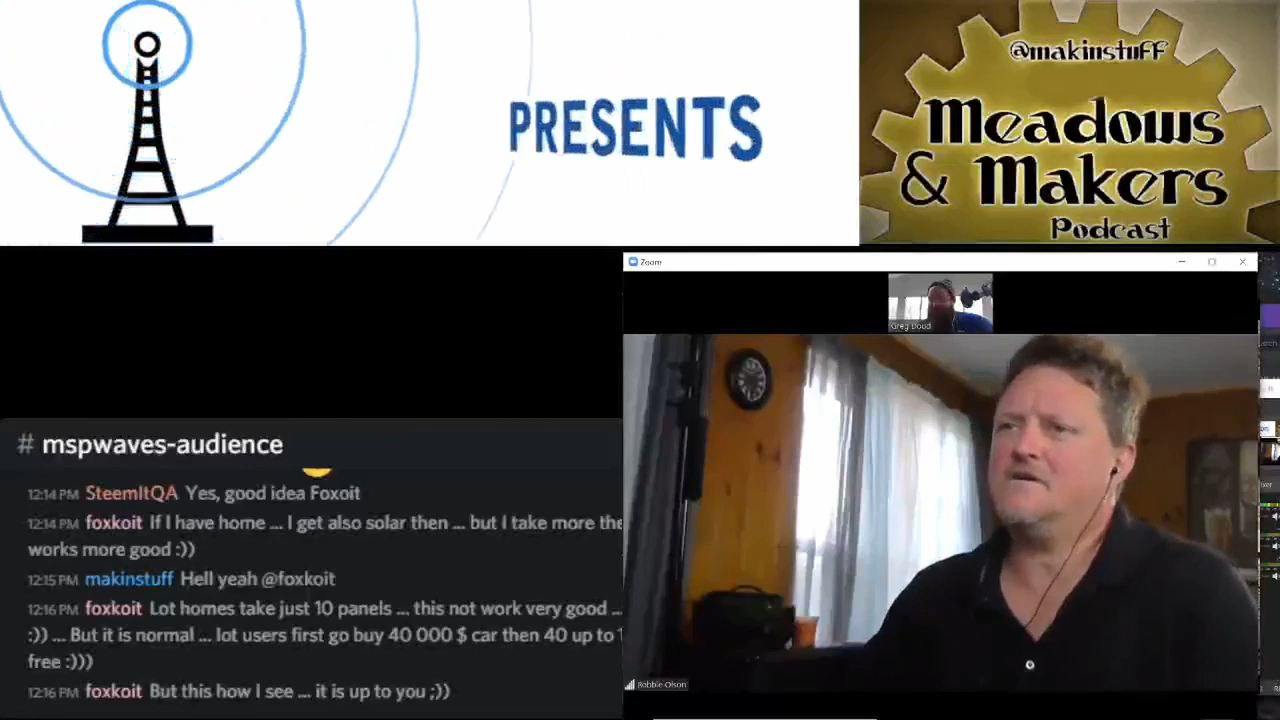 PRESENTS
@makinstuff
Meadows
& Makers
Podcast
Zoom
Greg Doud
# mspwaves-audience
12:14 PM SteemItQA Yes, good idea Foxoit
12:14 PM foxkoit If I have home ... I get also solar then ... but I take more the
works more good :))
12:15 PM makinstuff Hell yeah @foxkoit
12:16 PM foxkoit Lot homes take just 10 panels ... this not work very good ...
:)) ... But it is normal ... lot users first go buy 40 000 $ car then 40 up to 1
free :)))
12:16 PM foxkoit But this how I see ... it is up to you ;))
Robbie Olson